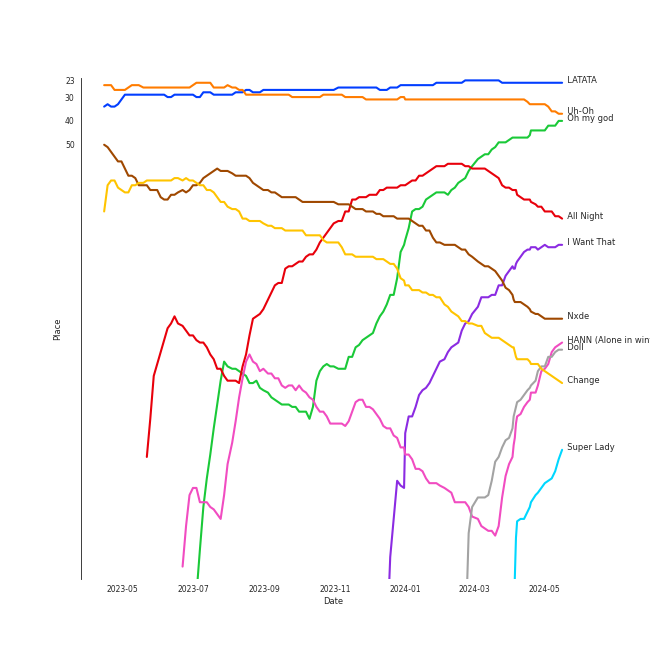 23
30
40
50
Place
LATATA
Uh-Oh
Oh my god
All Night
I Want That
Nxde
HANN (Alone in win
Doll
Change
Super Lady
2023-05 2023-07 2023-09 2023-11 2024-01 2024-03 2024-05
Date